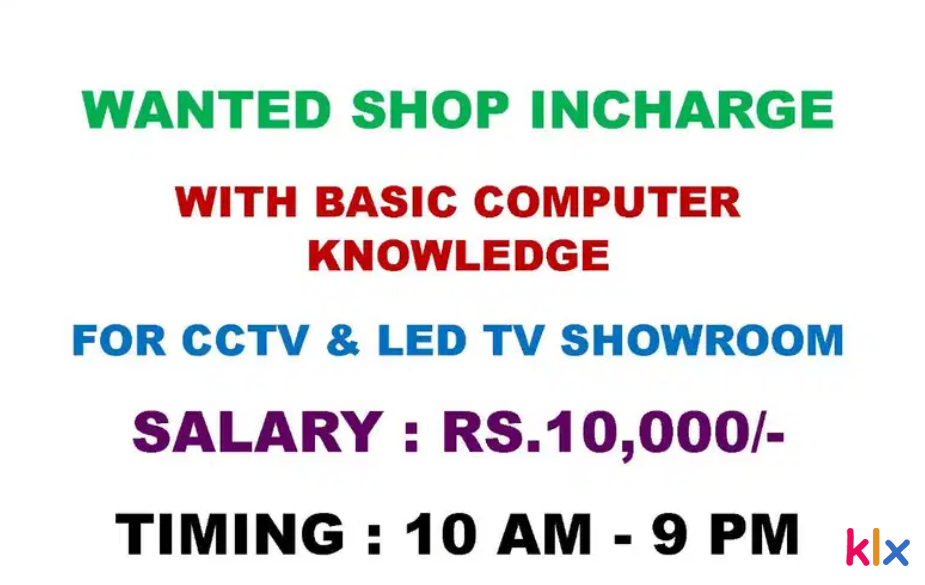 WANTED SHOP INCHARGE
WITH BASIC COMPUTER
KNOWLEDGE
FOR CCTV & LED TV SHOWROOM
SALARY : RS.10,000/-
TIMING : 10 AM - 9 PM
klx